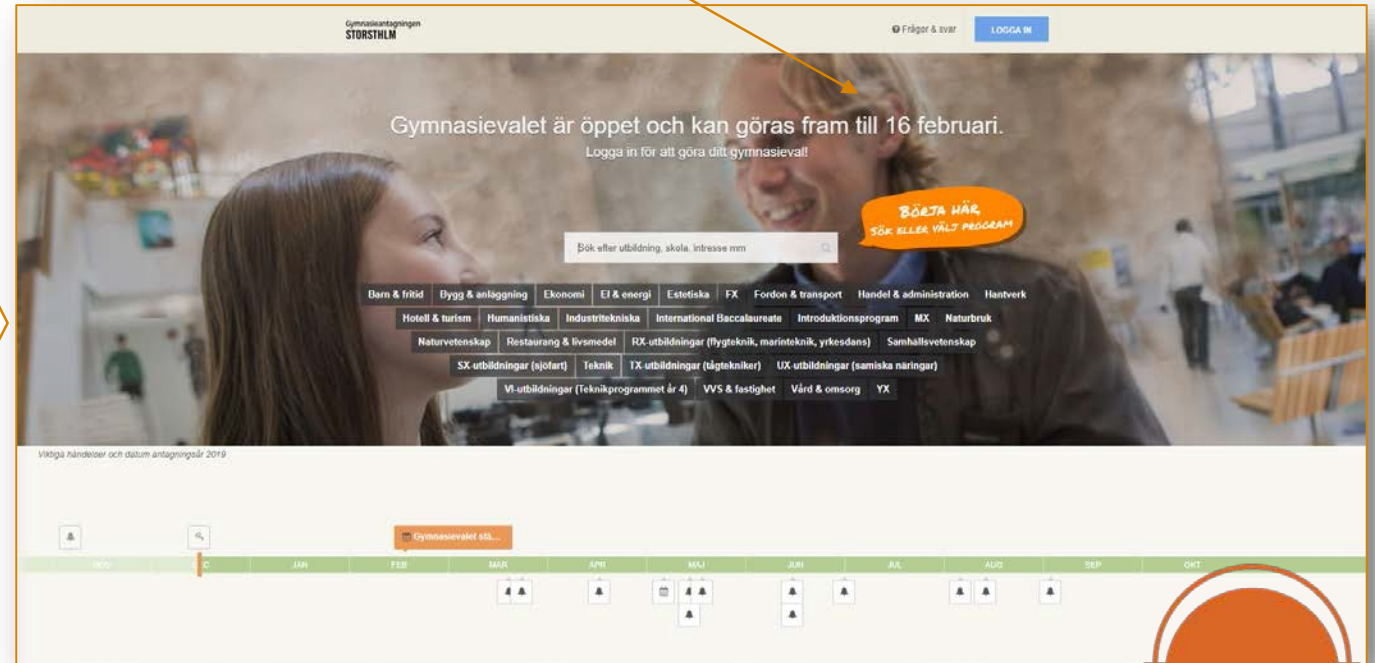 Gymnasieantagningen
STORSTHLM
Frågor & svar
LOGGA IN
Gymnasievalet är öppet och kan göras fram till 16 februari.
Logga in för att göra ditt gymnasieval!
BÖRJA HÄR,
SÖK ELLER VÄLJ PROGRAM
Sök efter utbildning, skola, intresse mm
Barn & fritid Bygg & anläggning Ekonomi El & energi Estetiska FX Fordon & transport Handel & administration Hantverk
Hotell & turism Humanistiska Industritekniska International Baccalaureate Introduktionsprogram MX Naturbruk
Naturvetenskap Restaurang & livsmedel RX-utbildningar (flygteknik, marinteknik, yrkesdans) Samhällsvetenskap
SX-utbildningar (sjöfart) Teknik TX-utbildningar (tågtekniker) UX-utbildningar (samiska näringar)
VI-utbildningar (Teknikprogrammet år 4) VVS & fastighet Vård & omsorg YX
Viktiga händelser och datum antagningsår 2019
Gymnasievalet stä...
NOV JAN FEB MAR APR MAJ JUN JUL AUG SEP OKT